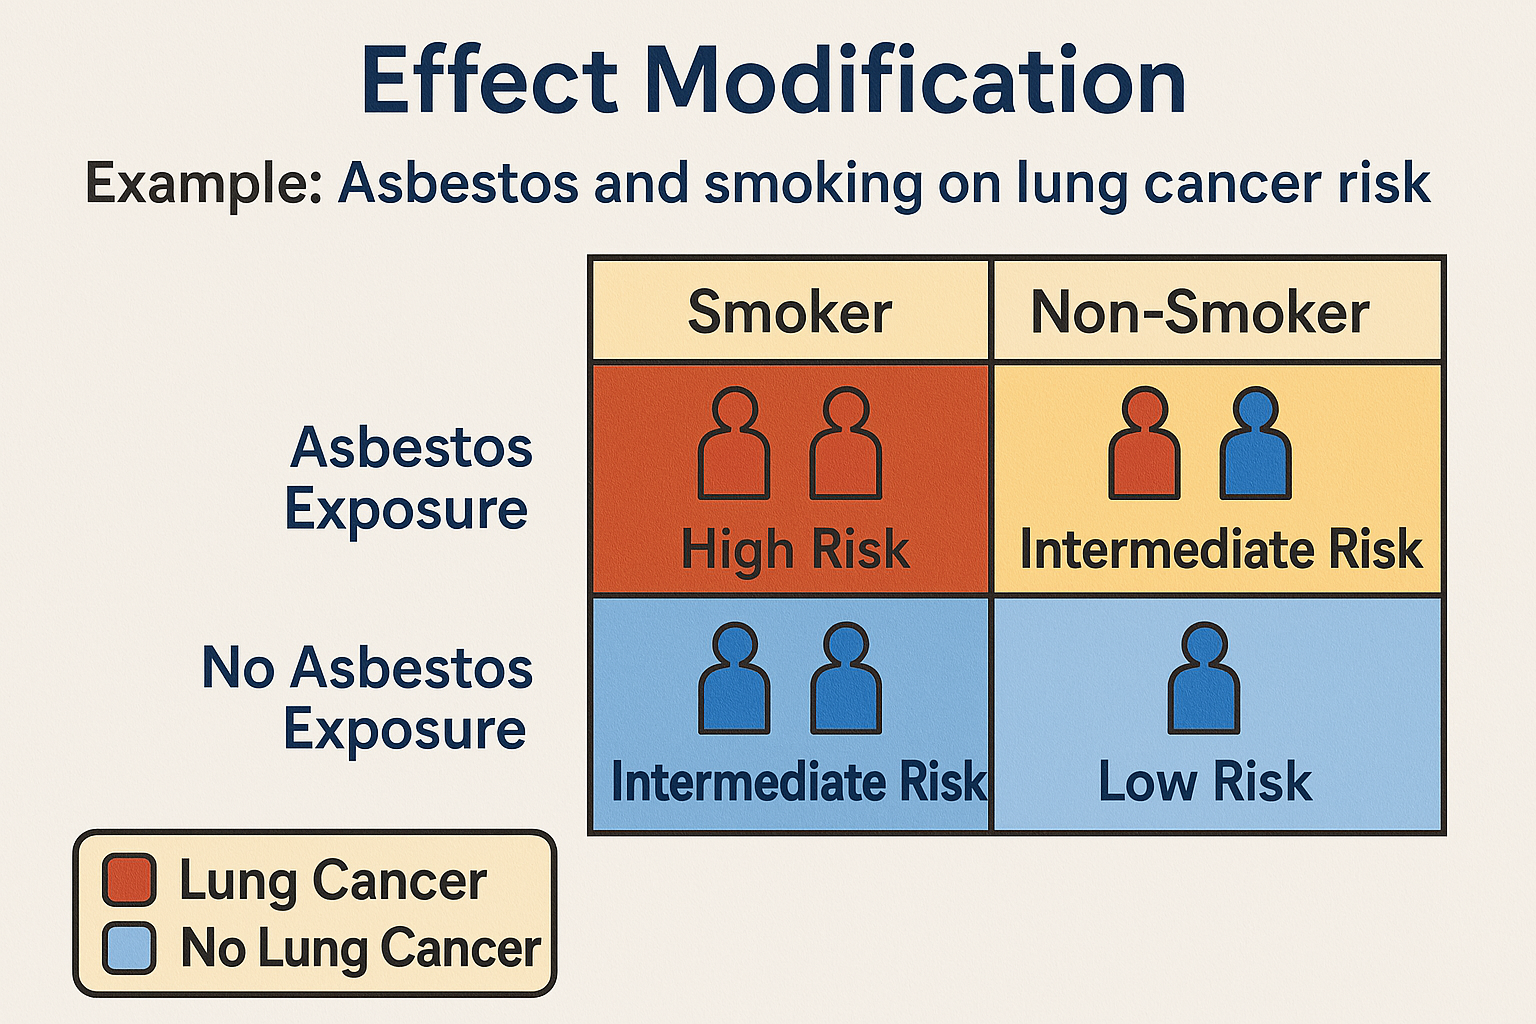 Effect Modification
Example: Asbestos and smoking on lung cancer risk
Smoker
Non-Smoker
Asbestos
Exposure
High Risk
Intermediate Risk
No Asbestos
Exposure
Intermediate Risk
Low Risk
Lung Cancer
No Lung Cancer